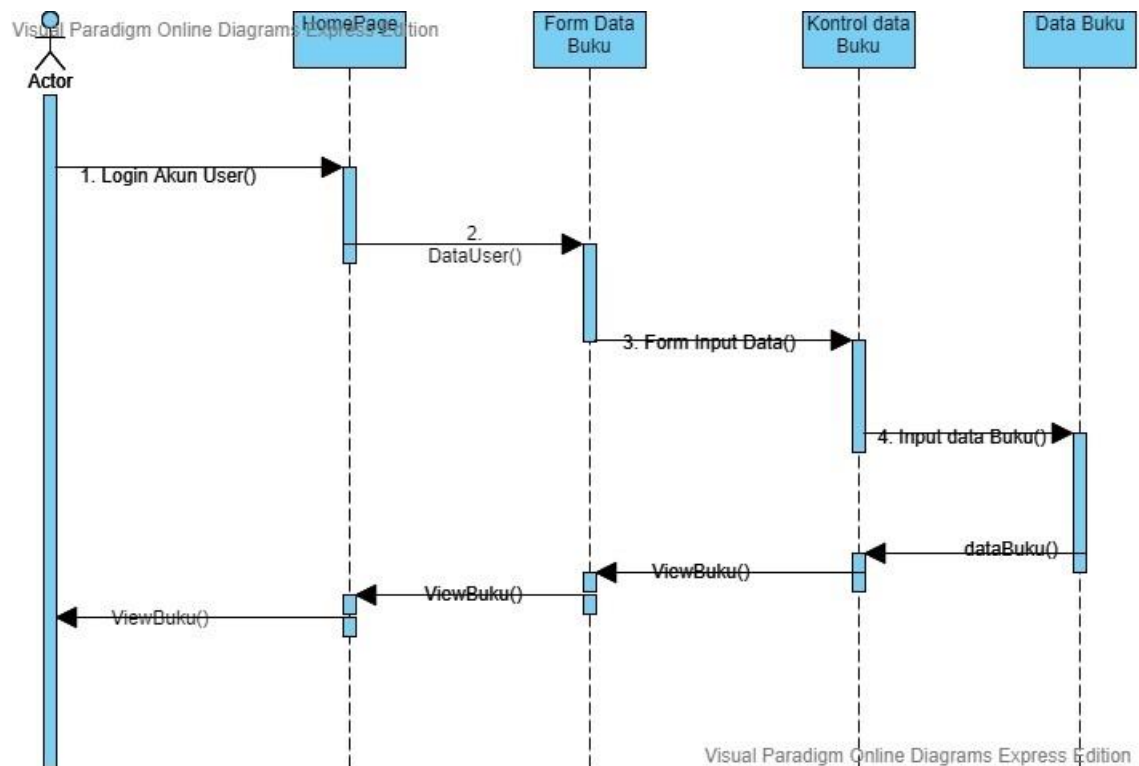 Visual Paradigm Online Diagrams Express Edition
Actor
HomePage
Form Data
Buku
Kontrol data
Buku
Data Buku
1. Login Akun User()
2.
DataUser()
3. Form Input Data()
4. Input data Buku()
dataBuku()
ViewBuku()
ViewBuku()
ViewBuku()
Visual Paradigm Online Diagrams Express Edition